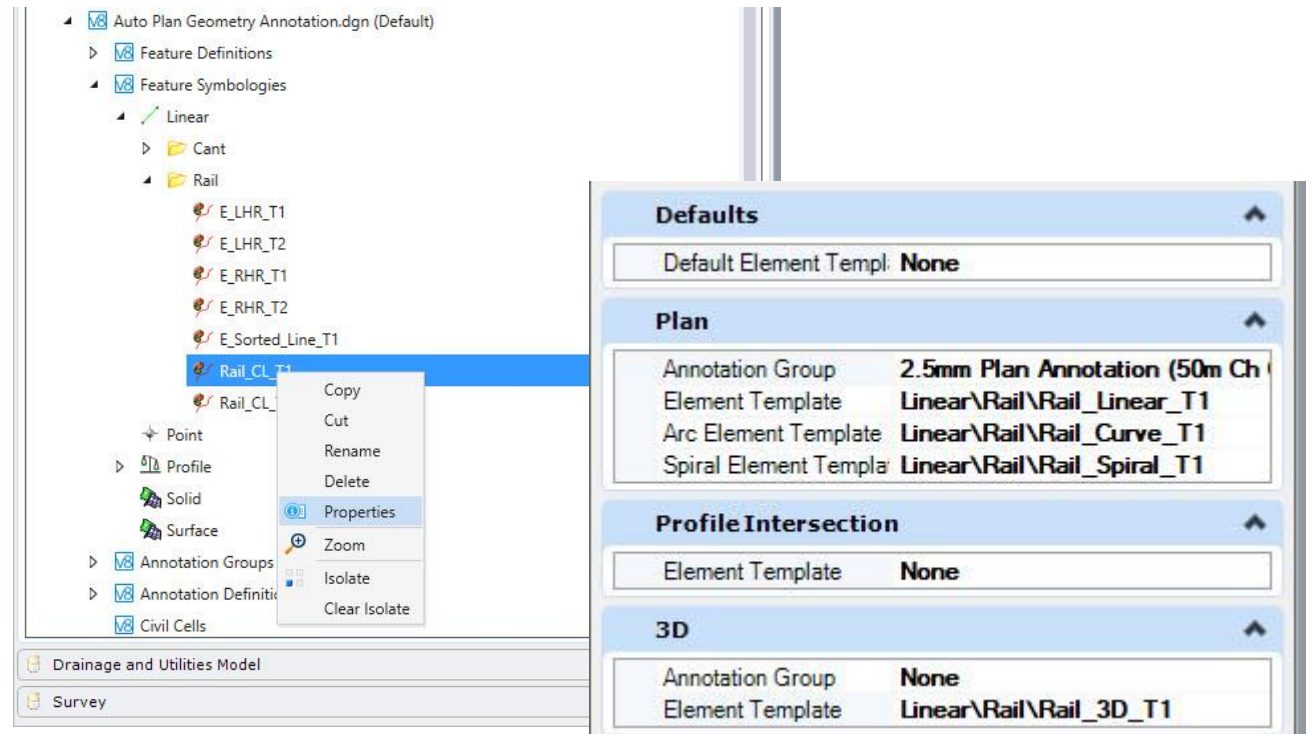 Auto Plan Geometry Annotation.dgn (Default)
Feature Definitions
Feature Symbologies
Linear
Cant
Rail
E_LHR_T1
E_LHR_T2
E_RHR_T1
E_RHR_T2
E_Sorted_Line_T1
Rail_CL_T1
Rail_CL_
Point
Profile
Solid
Surface
Annotation Groups
Annotation Definiti
Civil Cells
Drainage and Utilities Model
Survey
Copy
Cut
Rename
Delete
Properties
Zoom
Isolate
Clear Isolate
Defaults
Default Element Templ None
Plan
Annotation Group 2.5mm Plan Annotation (50m Ch
Element Template Linear\Rail\Rail_Linear_T1
Arc Element Template Linear\Rail\Rail_Curve_T1
Spiral Element Templa Linear\Rail\Rail_Spiral_T1
Profile Intersection
Element Template None
3D
Annotation Group None
Element Template Linear\Rail\Rail_3D_T1